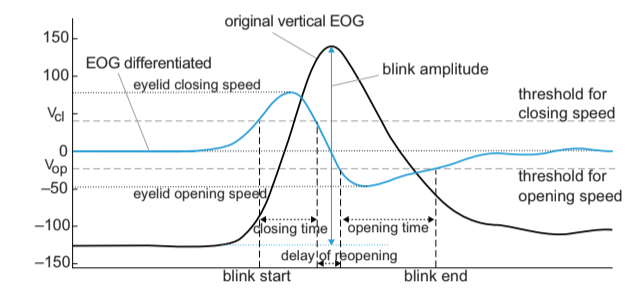 original vertical EOG
150
EOG differentiated
blink amplitude
100
eyelid closing speed
threshold for
closing speed
Vcl
0
Vop
threshold for
opening speed
−50
eyelid opening speed
−100
closing time
opening time
delay of reopening
−150
blink start
blink end